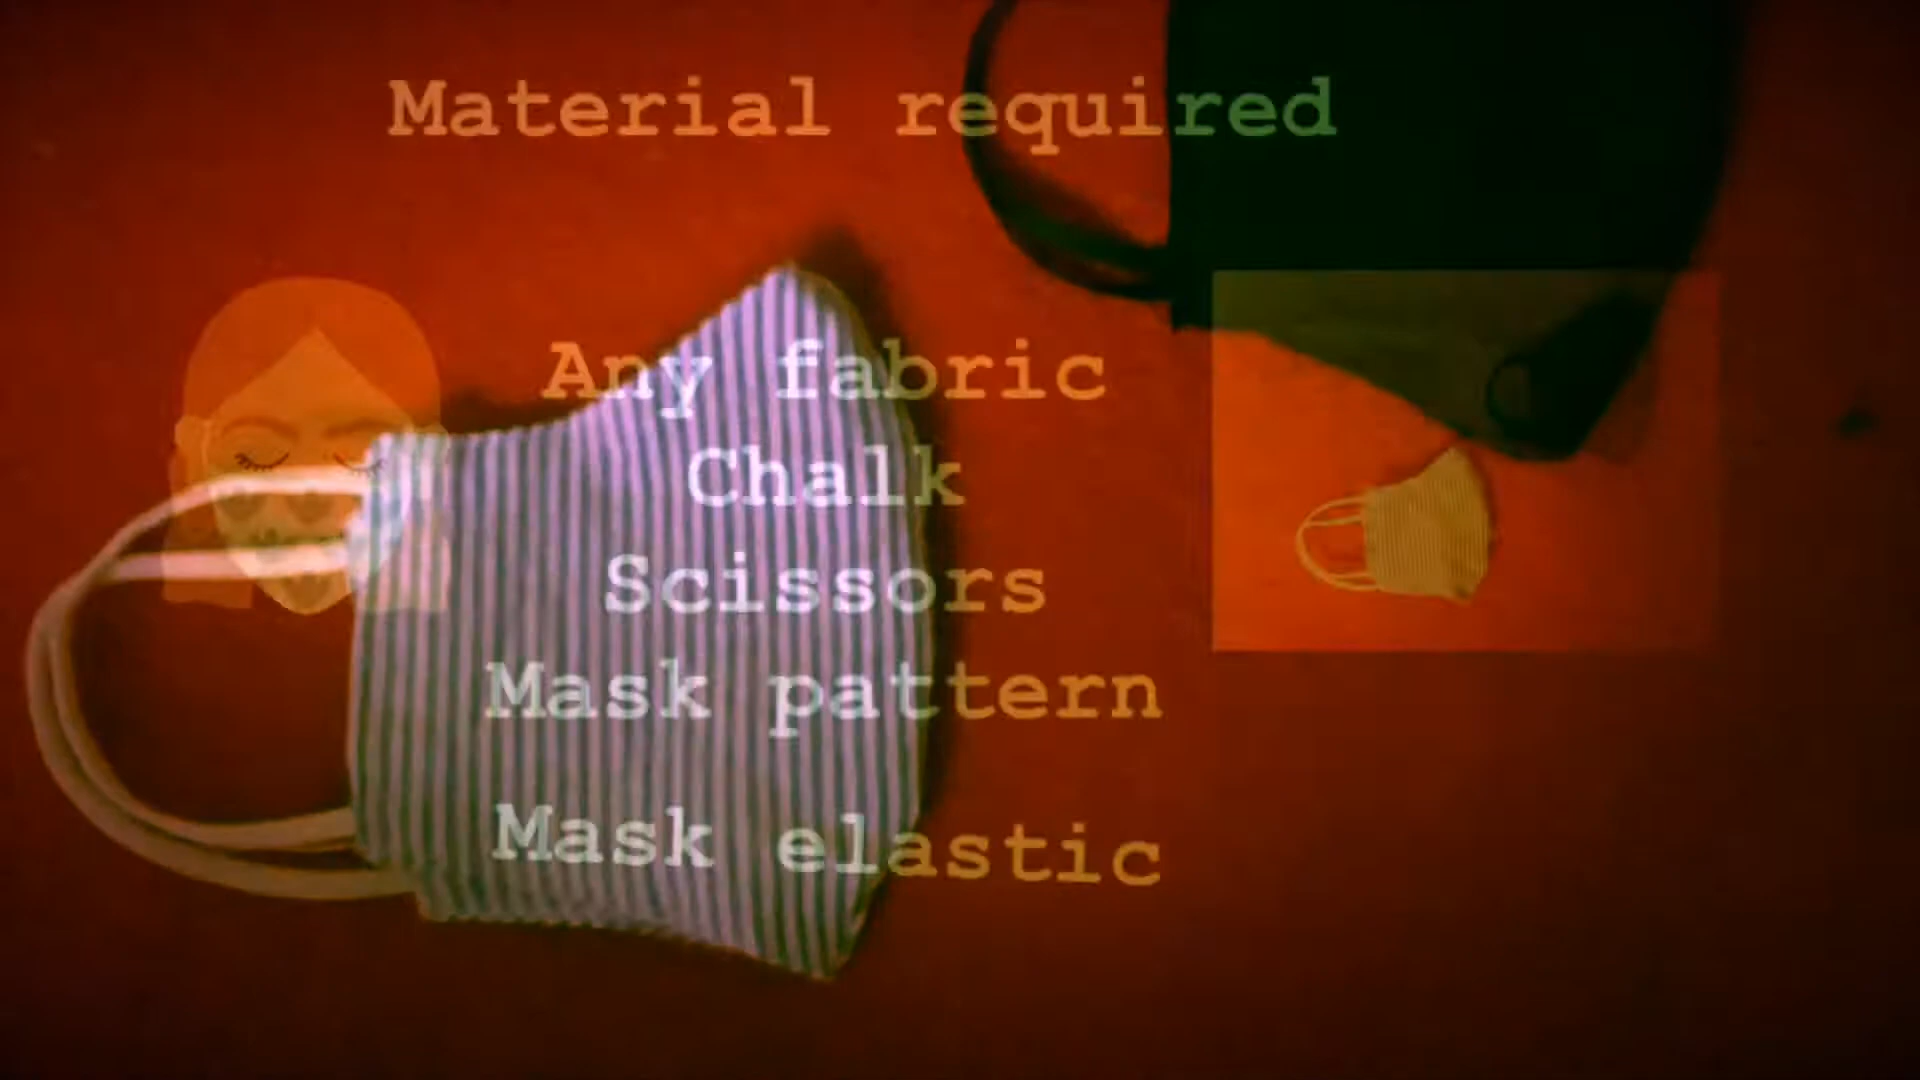 Material required
Any fabric
Chalk
Scissors
Mask pattern
Mask elastic